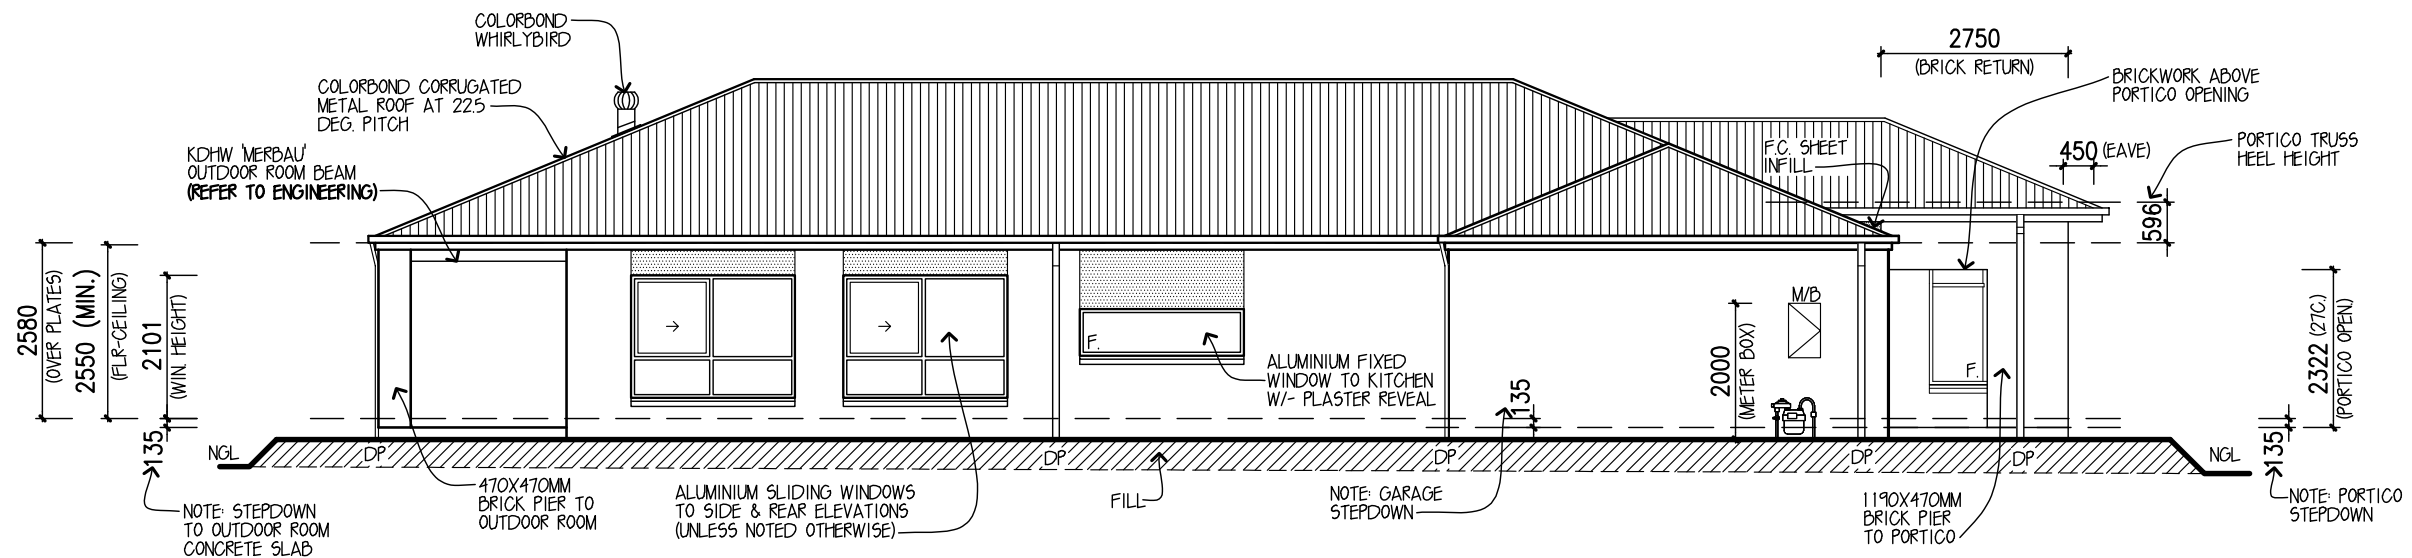 COLORBOND
WHIRLYBIRD
COLORBOND CORRUGATED
METAL ROOF AT 22.5
DEG. PITCH
KDHW 'MERBAU'
OUTDOOR ROOM BEAM
(REFER TO ENGINEERING)
2750
(BRICK RETURN)
BRICKWORK ABOVE
PORTICO OPENING
F.C. SHEET
INFILL
450 (EAVE)
PORTICO TRUSS
HEEL HEIGHT
596
2580
(OVER PLATES)
2550 (MIN.)
(FLR-CEILING)
2101
(WIN. HEIGHT)
135
F.
ALUMINIUM FIXED
WINDOW TO KITCHEN
W/- PLASTER REVEAL
135
2000
(METER BOX)
M/B
F.
2322 (27C.)
(PORTICO OPEN.)
135
NGL
DP
DP
DP
DP
DP
NGL
NOTE: STEPDOWN
TO OUTDOOR ROOM
CONCRETE SLAB
470X470MM
BRICK PIER TO
OUTDOOR ROOM
ALUMINIUM SLIDING WINDOWS
TO SIDE & REAR ELEVATIONS
(UNLESS NOTED OTHERWISE)
FILL
NOTE: GARAGE
STEPDOWN
1190X470MM
BRICK PIER
TO PORTICO
NOTE: PORTICO
STEPDOWN